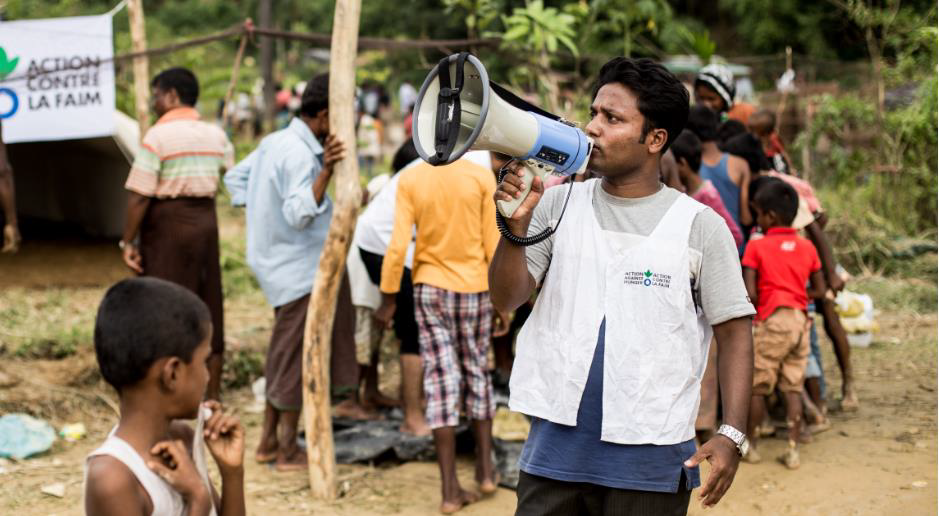 ACTION
CONTRE
LA FAIM
ACTION
AGAINST
HUNGER
ACTION
CONTRE
LA FAIM